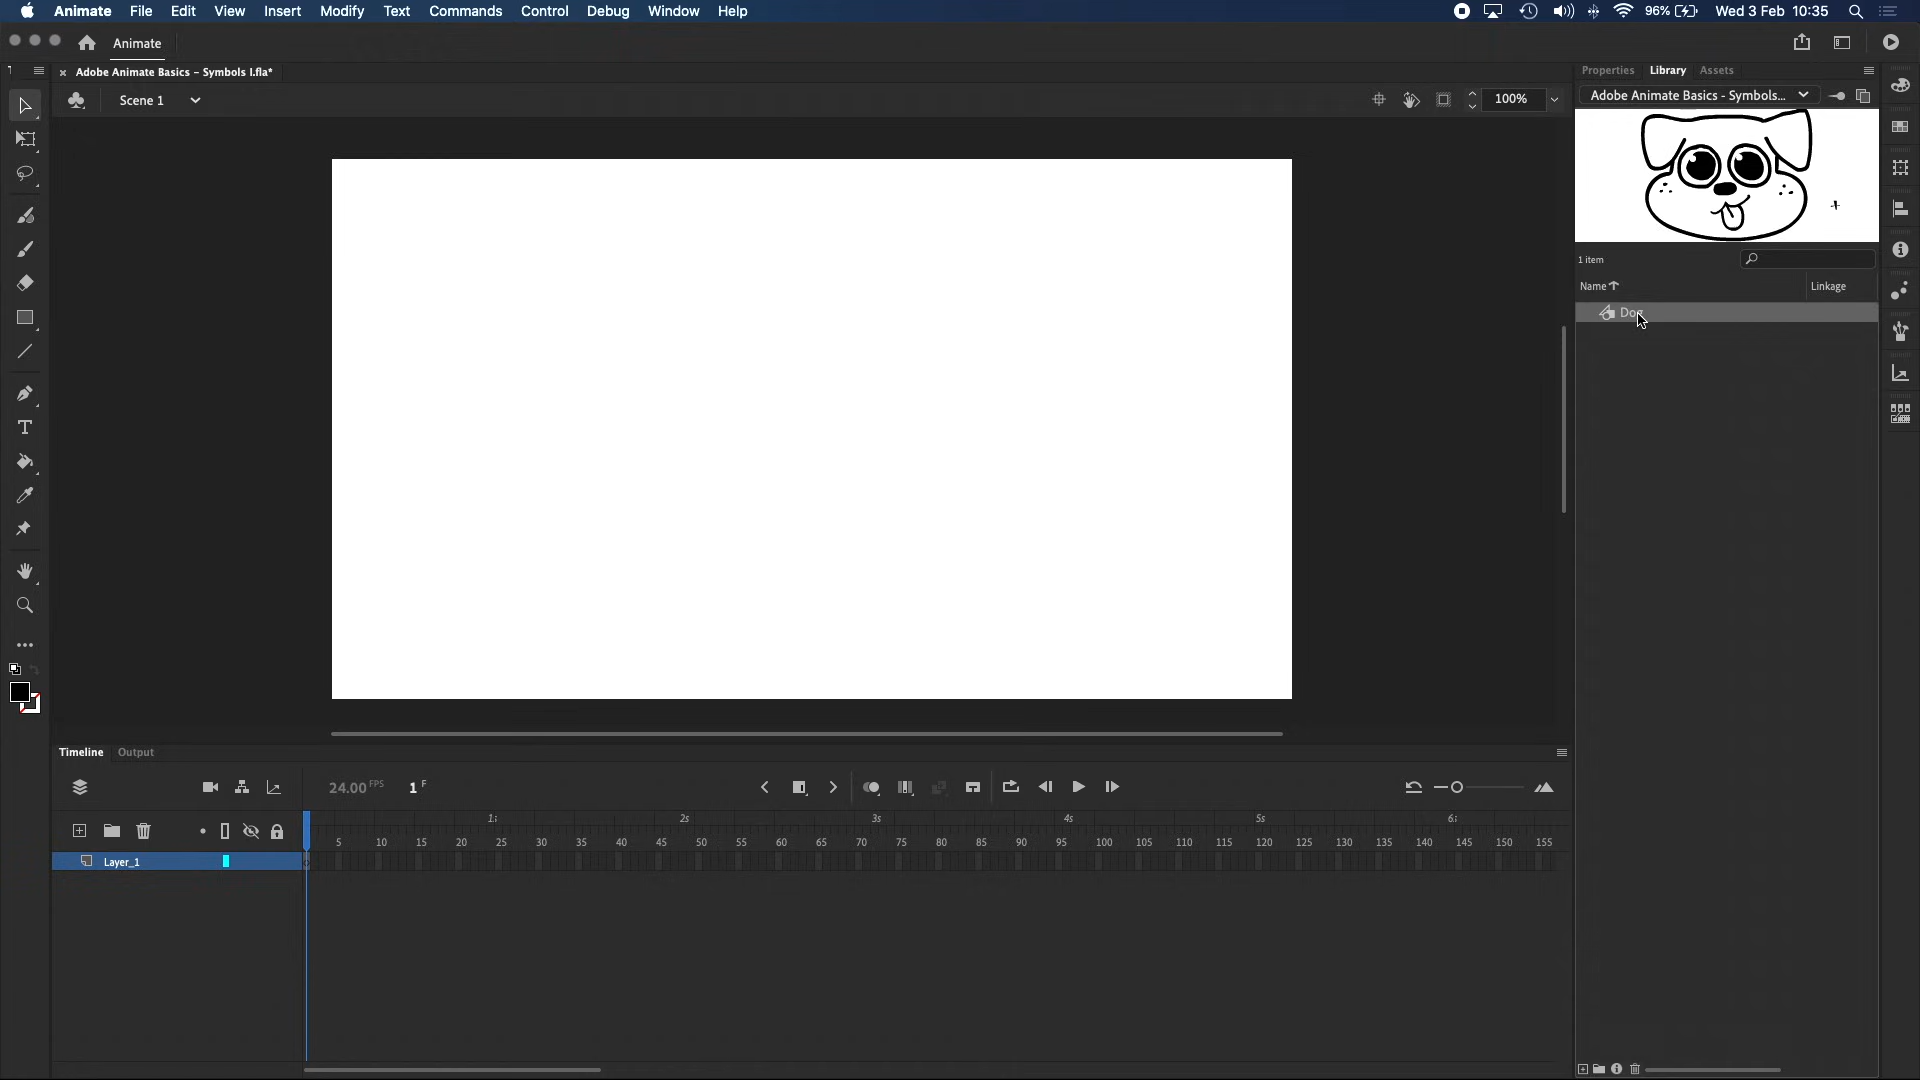 Animate File Edit View Insert Modify Text Commands Control Debug Window Help 96% Wed 3 Feb 10:35
Animate
× Adobe Animate Basics - Symbols I.fla*
Scene 1 100%
Properties Library Assets
Adobe Animate Basics - Symbols...
1 item
Name Linkage
Dog
Timeline Output
24.00 FPS 1 F
1s 2s 3s 4s 5s 6s
5 10 15 20 25 30 35 40 45 50 55 60 65 70 75 80 85 90 95 100 105 110 115 120 125 130 135 140 145 150 155
Layer_1